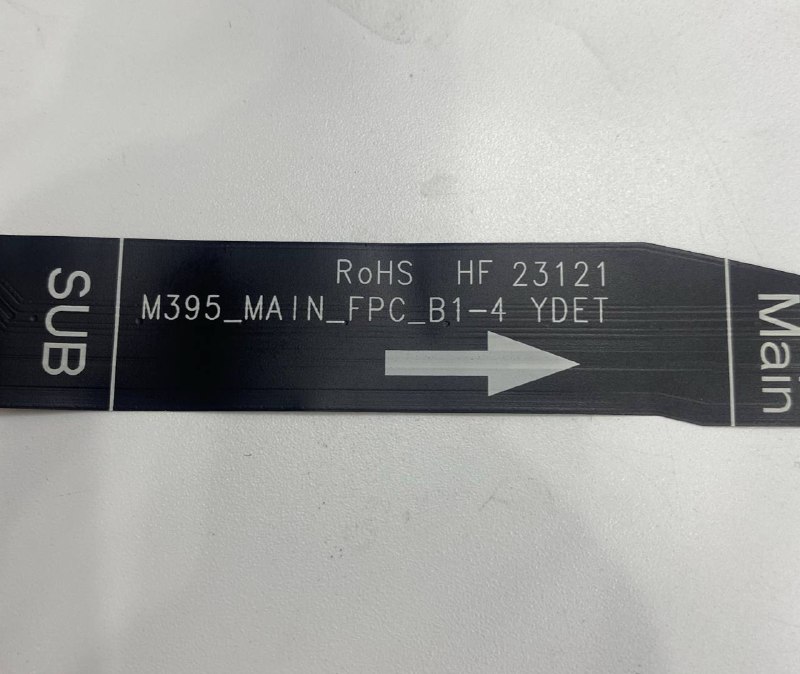 SUB
RoHS HF 23121
M395_MAIN_FPC_B1-4 YDET
Main